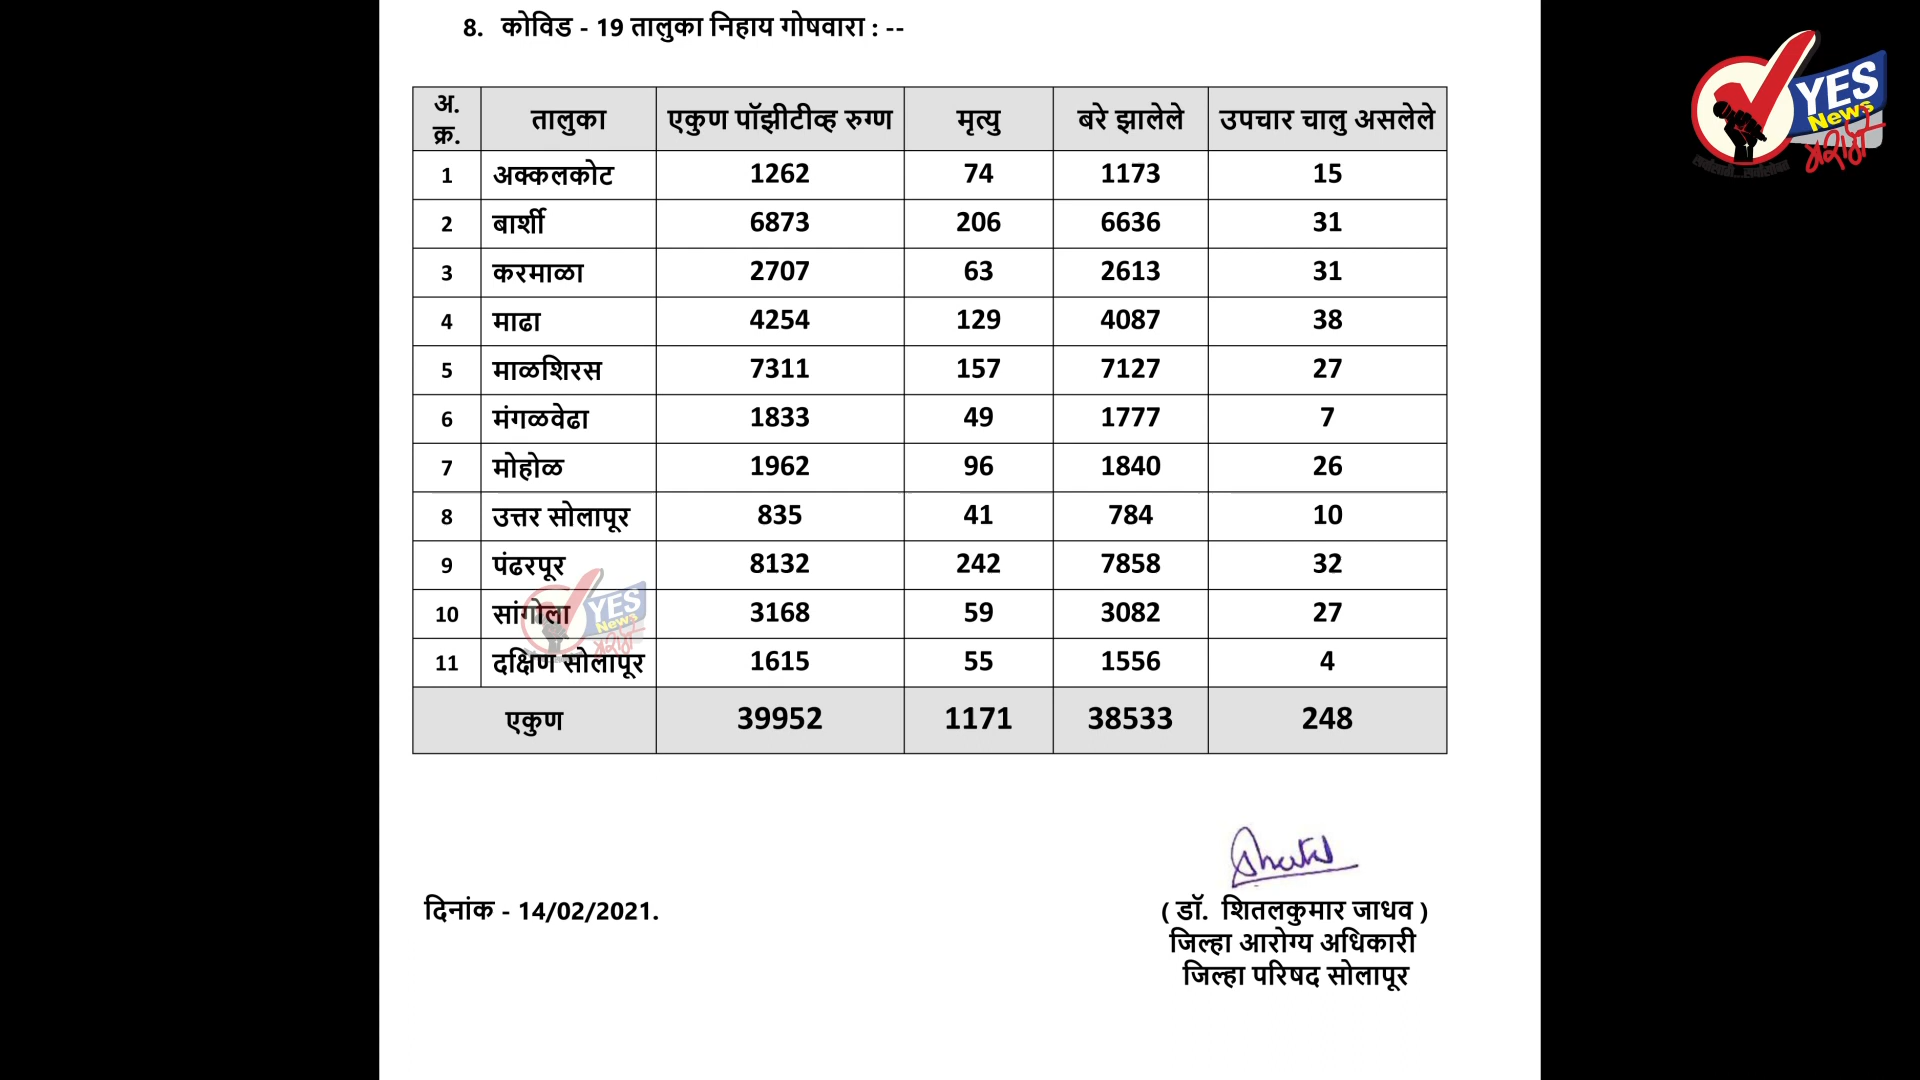 8. कोविड - 19 तालुका निहाय गोषवारा : --
अ. क्र. तालुका एकुण पॉझीटीव्ह रुग्ण मृत्यु बरे झालेले उपचार चालु असलेले
1 अक्कलकोट 1262 74 1173 15
2 बार्शी 6873 206 6636 31
3 करमाळा 2707 63 2613 31
4 माढा 4254 129 4087 38
5 माळशिरस 7311 157 7127 27
6 मंगळवेढा 1833 49 1777 7
7 मोहोळ 1962 96 1840 26
8 उत्तर सोलापूर 835 41 784 10
9 पंढरपूर 8132 242 7858 32
10 सांगोला 3168 59 3082 27
11 दक्षिण सोलापूर 1615 55 1556 4
एकुण 39952 1171 38533 248
दिनांक - 14/02/2021.
( डॉ. शितलकुमार जाधव )
जिल्हा आरोग्य अधिकारी
जिल्हा परिषद सोलापूर
YES
News
मराठी
YES
News
मराठी